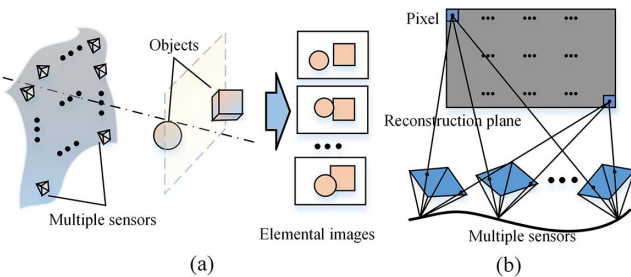 Objects
Multiple sensors
Elemental images
(a)
Pixel
Reconstruction plane
Multiple sensors
(b)